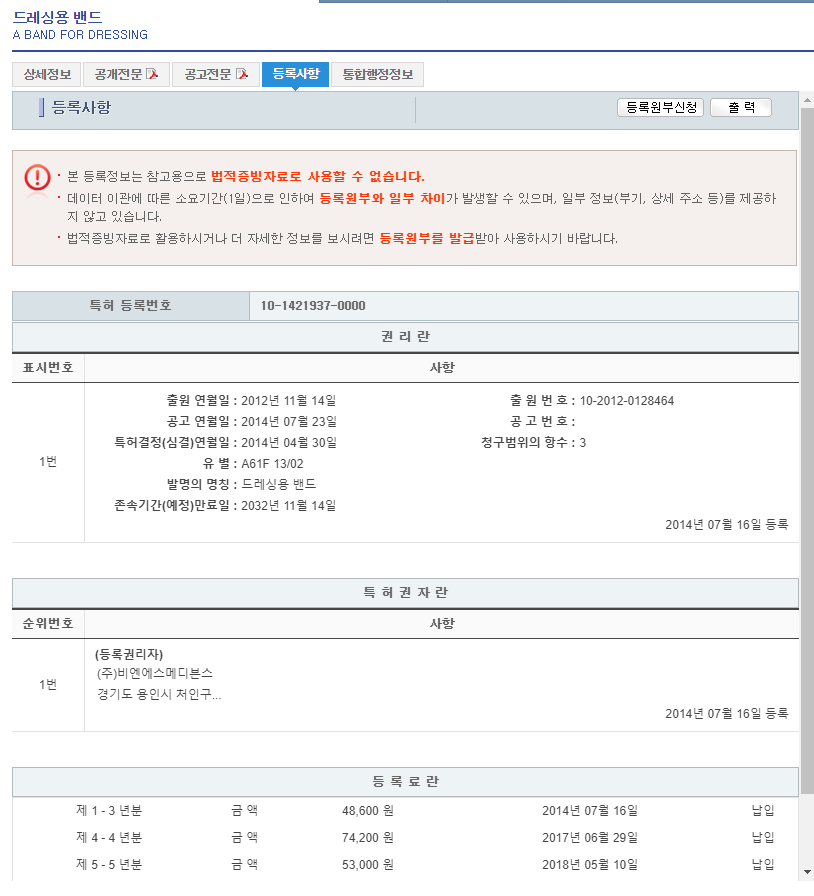 드레싱용 밴드
A BAND FOR DRESSING
상세정보 공개전문 공고전문 등록사항 통합행정정보
등록사항 등록원부신청 출 력
· 본 등록정보는 참고용으로 법적증빙자료로 사용할 수 없습니다.
· 데이터 이관에 따른 소요기간(1일)으로 인하여 등록원부와 일부 차이가 발생할 수 있으며, 일부 정보(부기, 상세 주소 등)를 제공하
지 않고 있습니다.
· 법적증빙자료로 활용하시거나 더 자세한 정보를 보시려면 등록원부를 발급받아 사용하시기 바랍니다.
특허 등록번호 10-1421937-0000
권 리 란
표시번호 사항
출원 연월일 : 2012년 11월 14일 출 원 번 호 : 10-2012-0128464
공고 연월일 : 2014년 07월 23일 공 고 번 호 :
특허결정(심결)연월일 : 2014년 04월 30일 청구범위의 항수 : 3
1번 유 별 : A61F 13/02
발명의 명칭 : 드레싱용 밴드
존속기간(예정)만료일 : 2032년 11월 14일
2014년 07월 16일 등록
특 허 권 자 란
순위번호 사항
(등록권리자)
(주)비엔에스메디븐스
1번 경기도 용인시 처인구...
2014년 07월 16일 등록
등 록 료 란
제 1 - 3 년분 금 액 48,600 원 2014년 07월 16일 납입
제 4 - 4 년분 금 액 74,200 원 2017년 06월 29일 납입
제 5 - 5 년분 금 액 53,000 원 2018년 05월 10일 납입